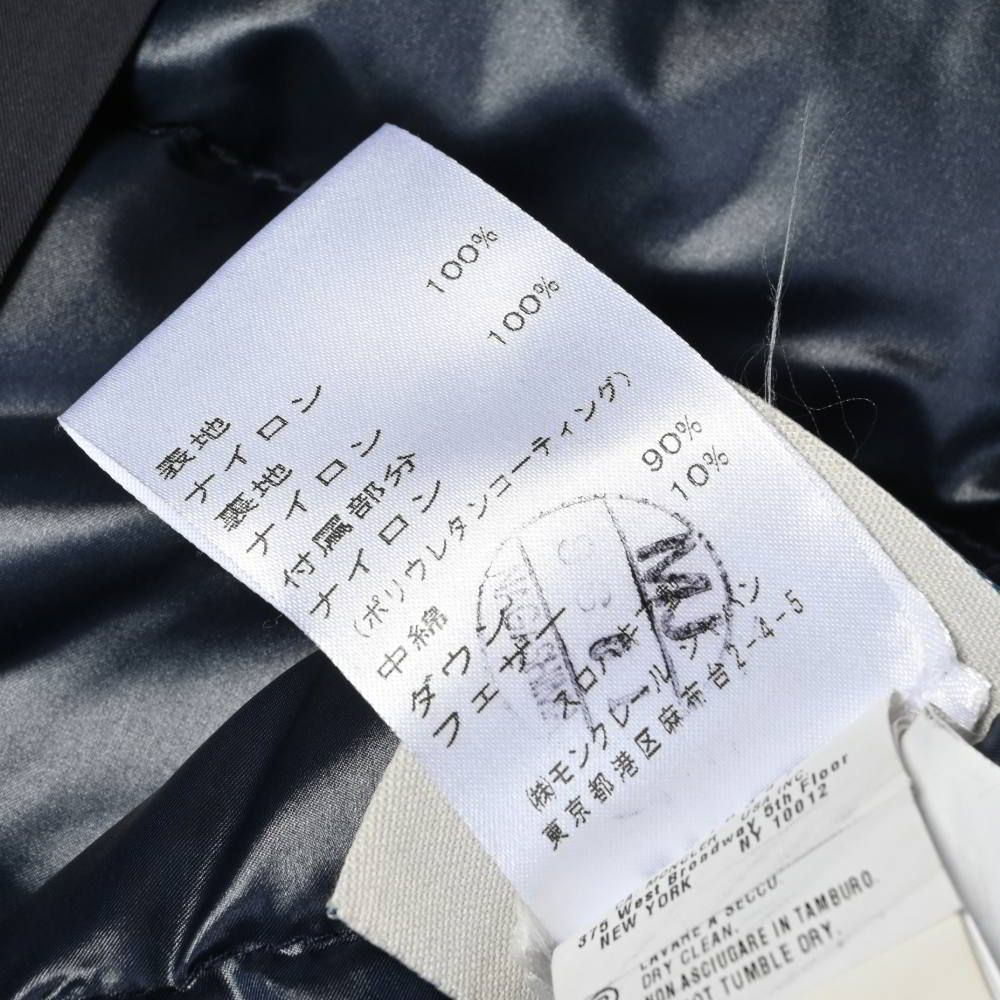 表地
ナイロン 100%
裏地
ナイロン 100%
付属部分
ナイロン
(ポリウレタンコーティング)
中綿
ダウン 90%
フェザー 10%
MJ
㈱モンクレールジャパン
東京都港区麻布台2-4-5
375 West Broadway 5th Floor
NEW YORK NY 10012
LAVARE A SECCO
DRY CLEAN.
NON ASCIUGARE IN TAMBURO.
NOT TUMBLE DRY.